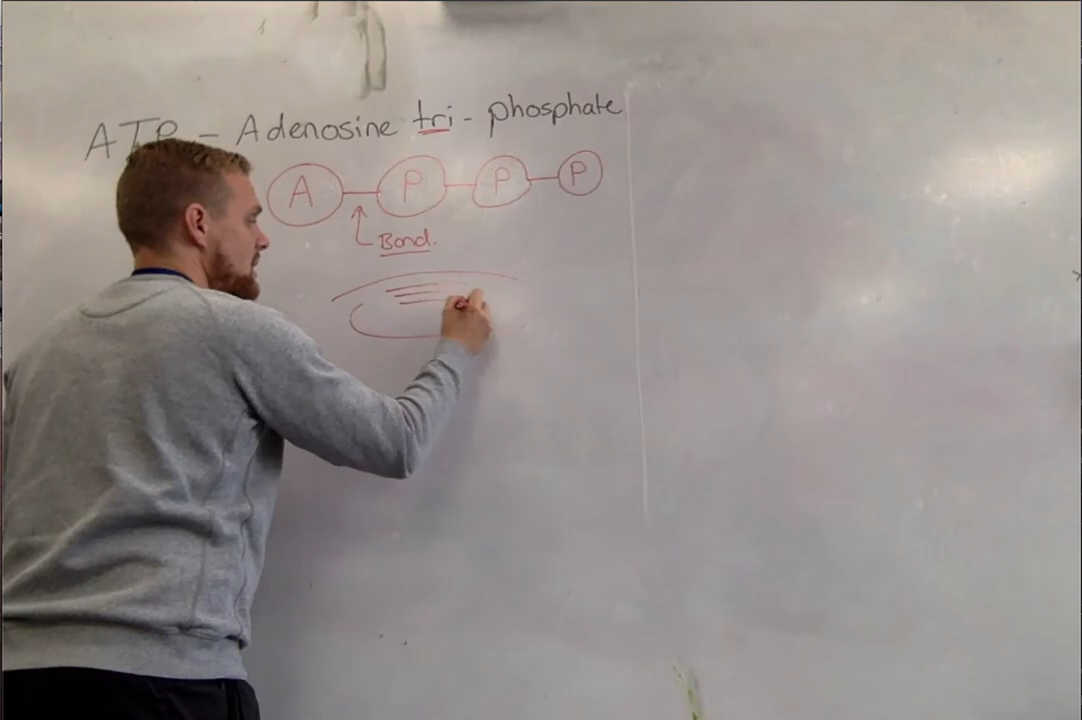 ATP - Adenosine tri - phosphate
A P P P
Bond.